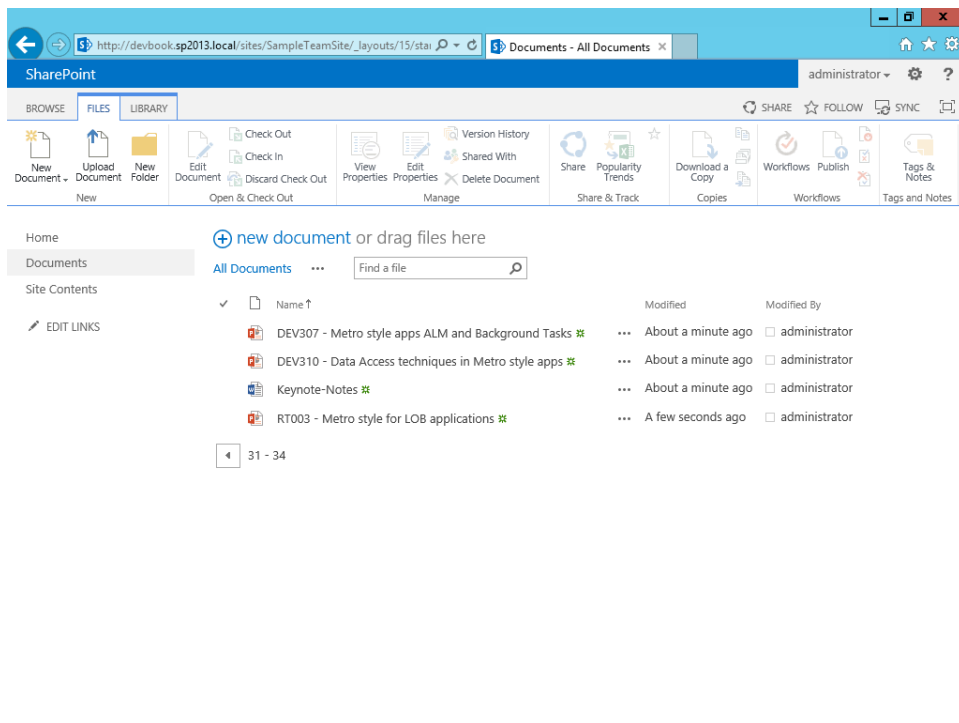 http://devbook.sp2013.local/sites/SampleTeamSite/_layouts/15/star
Documents - All Documents
SharePoint
administrator
?
BROWSE FILES LIBRARY
SHARE FOLLOW SYNC
New Document
Upload Document
New Folder
New
Edit Document
Check Out
Check In
Discard Check Out
Open & Check Out
View Properties
Edit Properties
Version History
Shared With
Delete Document
Manage
Share
Popularity Trends
Share & Track
Download a Copy
Copies
Workflows
Publish
Workflows
Tags & Notes
Tags and Notes
Home
Documents
Site Contents
EDIT LINKS
new document or drag files here
All Documents ••• Find a file
Name Modified Modified By
DEV307 - Metro style apps ALM and Background Tasks ••• About a minute ago administrator
DEV310 - Data Access techniques in Metro style apps ••• About a minute ago administrator
Keynote-Notes ••• About a minute ago administrator
RT003 - Metro style for LOB applications ••• A few seconds ago administrator
31 - 34